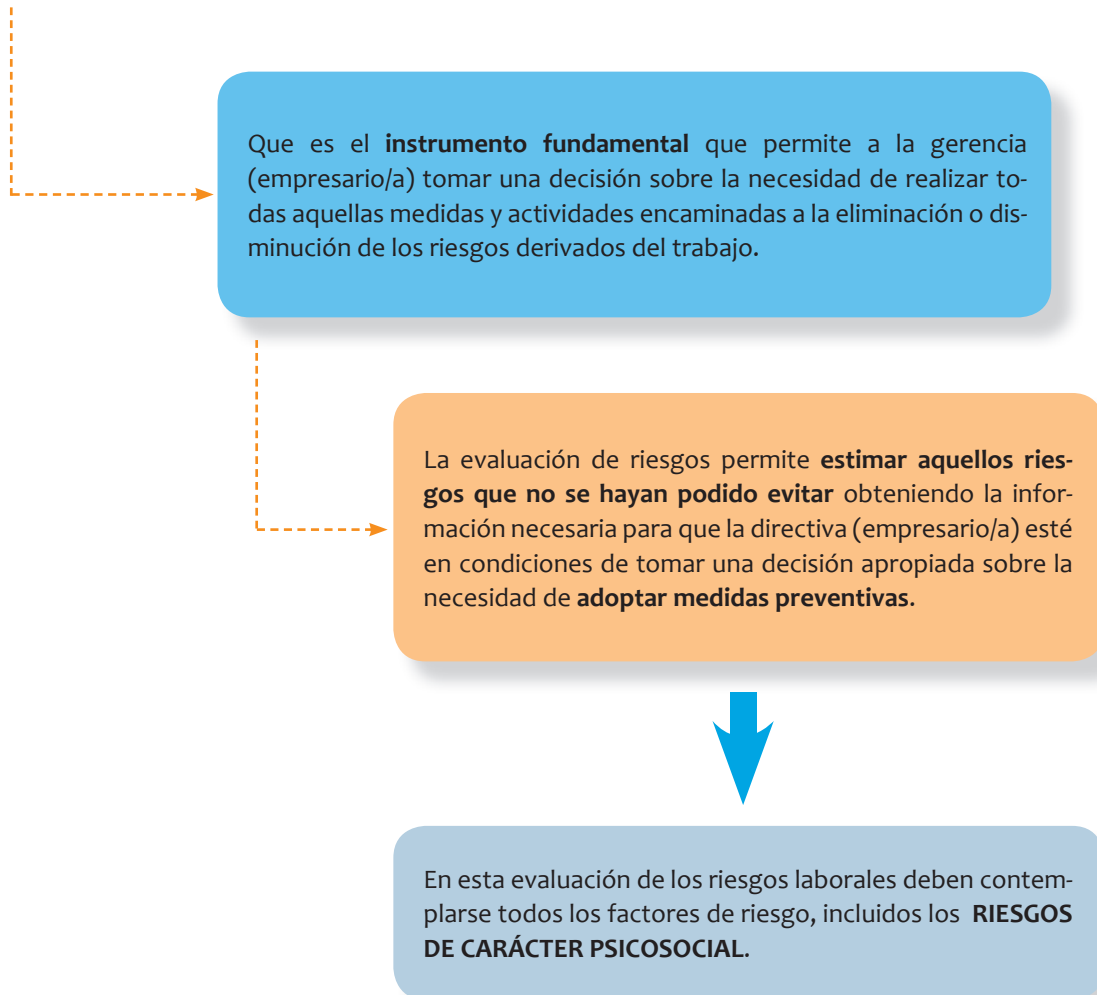 Que es el instrumento fundamental que permite a la gerencia
(empresario/a) tomar una decisión sobre la necesidad de realizar to-
das aquellas medidas y actividades encaminadas a la eliminación o dis-
minución de los riesgos derivados del trabajo.
La evaluación de riesgos permite estimar aquellos ries-
gos que no se hayan podido evitar obteniendo la infor-
mación necesaria para que la directiva (empresario/a) esté
en condiciones de tomar una decisión apropiada sobre la
necesidad de adoptar medidas preventivas.
En esta evaluación de los riesgos laborales deben contem-
plarse todos los factores de riesgo, incluidos los RIESGOS
DE CARÁCTER PSICOSOCIAL.